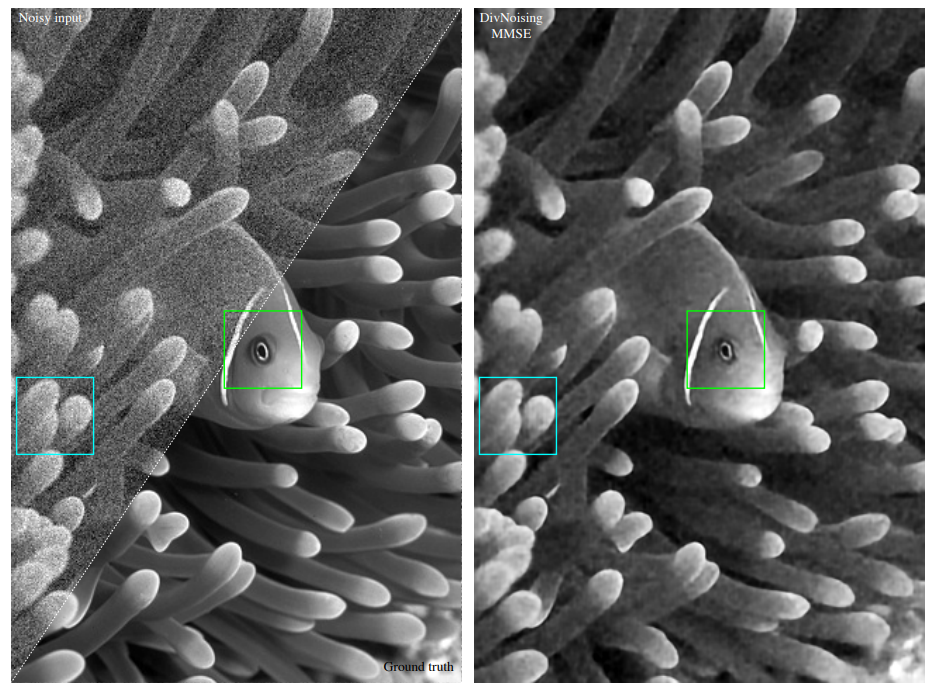 Noisy input
Ground truth
DivNoising
MMSE